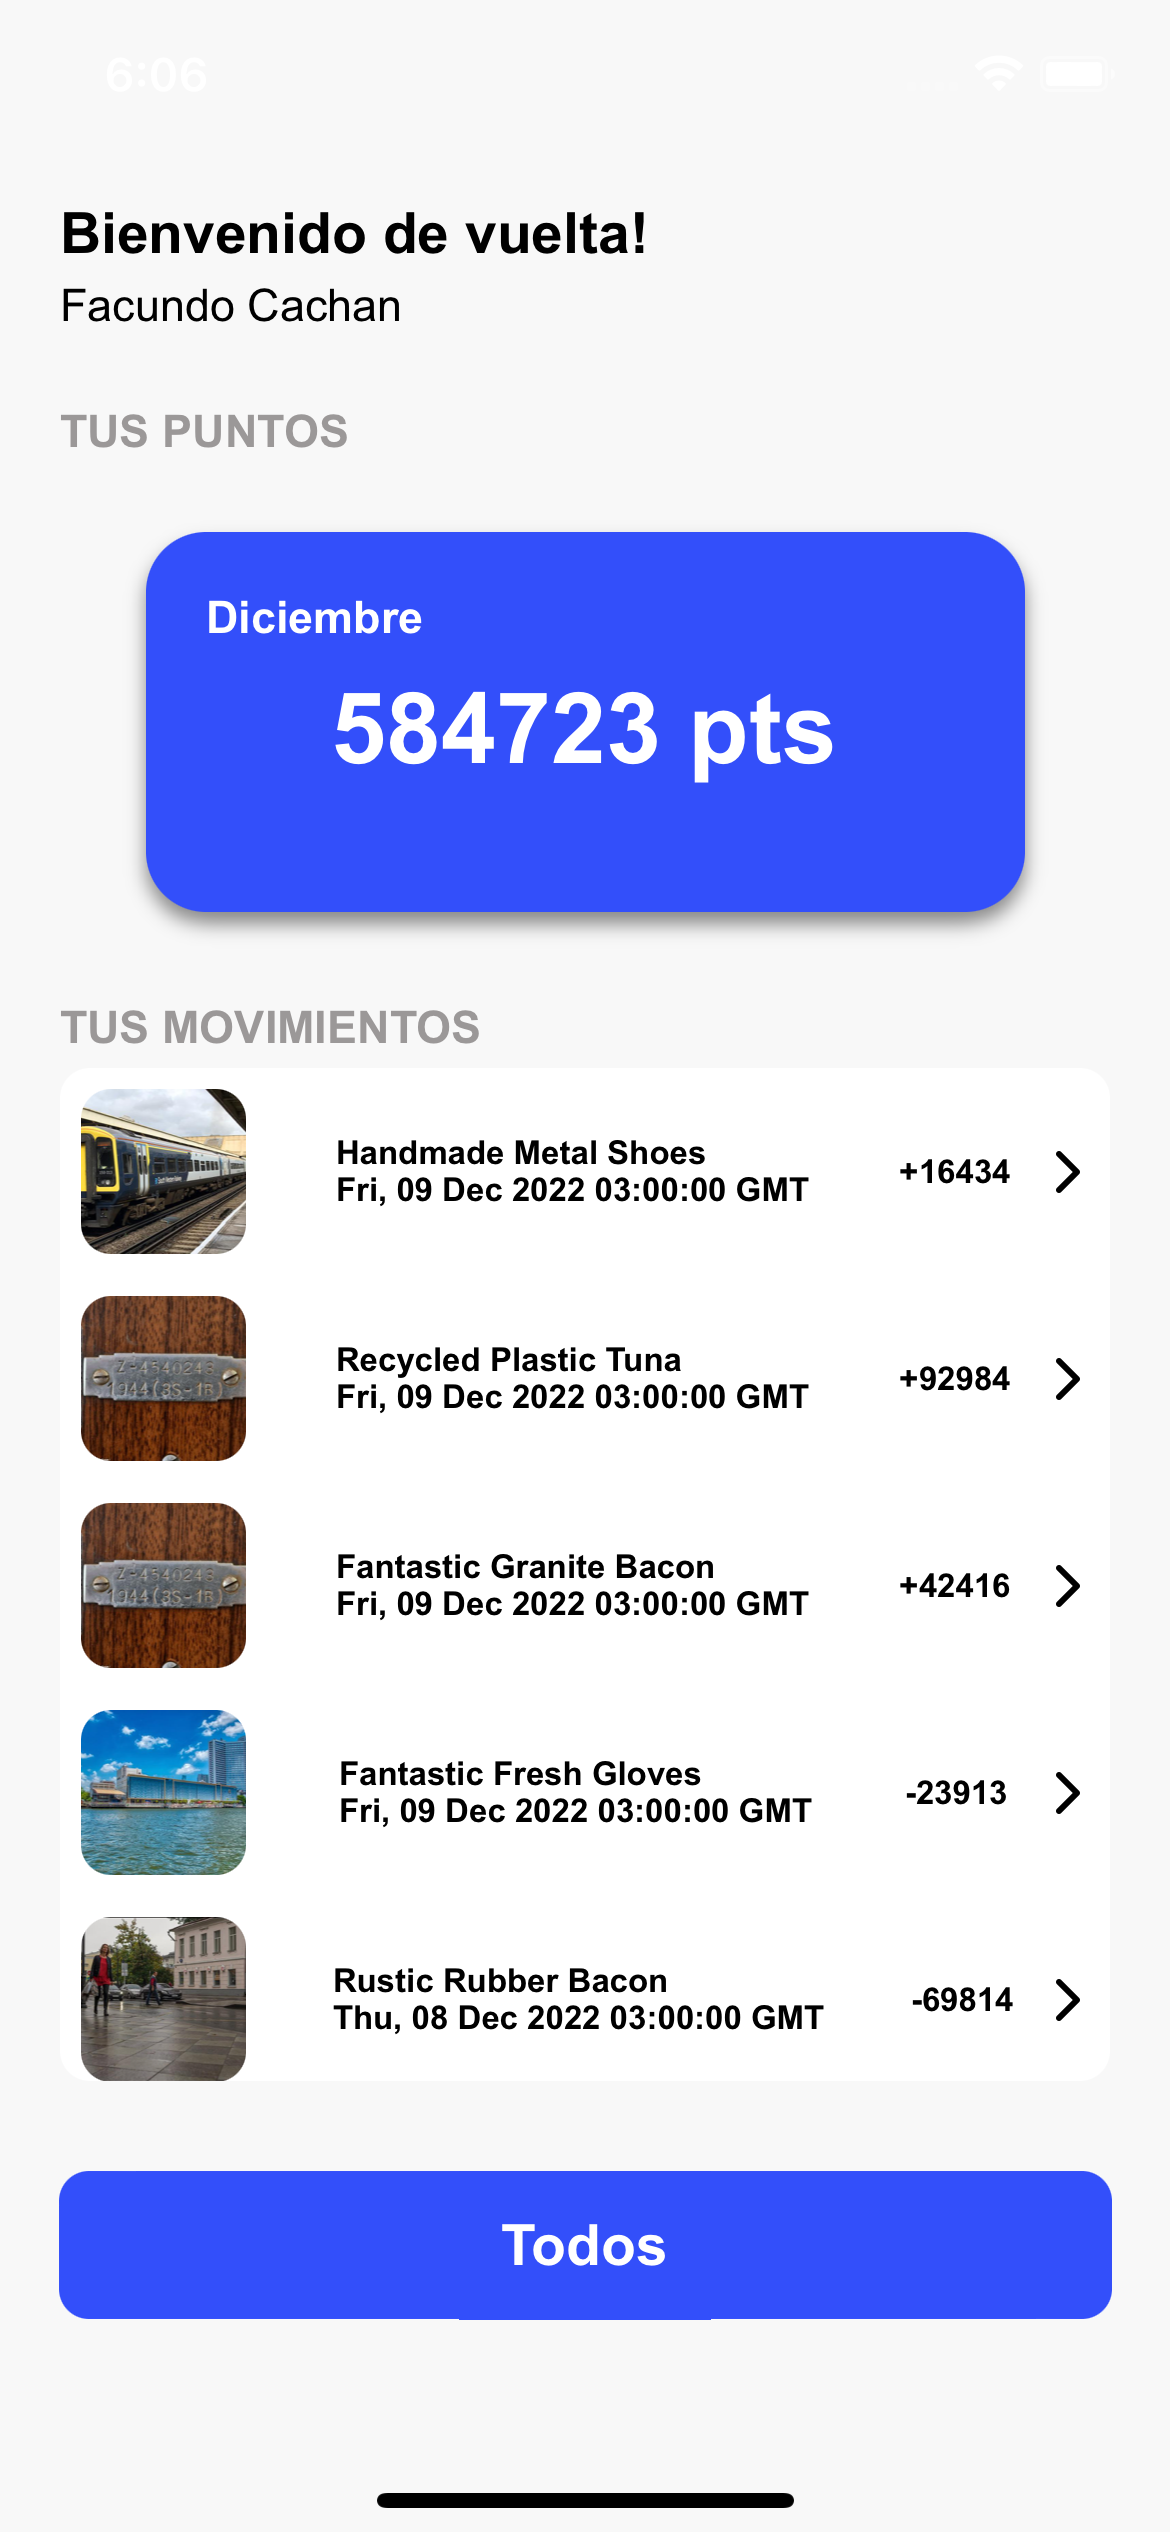 6:06
Bienvenido de vuelta!
Facundo Cachan
TUS PUNTOS
Diciembre
584723 pts
TUS MOVIMIENTOS
Handmade Metal Shoes
Fri, 09 Dec 2022 03:00:00 GMT
+16434
Recycled Plastic Tuna
Fri, 09 Dec 2022 03:00:00 GMT
+92984
Fantastic Granite Bacon
Fri, 09 Dec 2022 03:00:00 GMT
+42416
Fantastic Fresh Gloves
Fri, 09 Dec 2022 03:00:00 GMT
-23913
Rustic Rubber Bacon
Thu, 08 Dec 2022 03:00:00 GMT
-69814
Todos